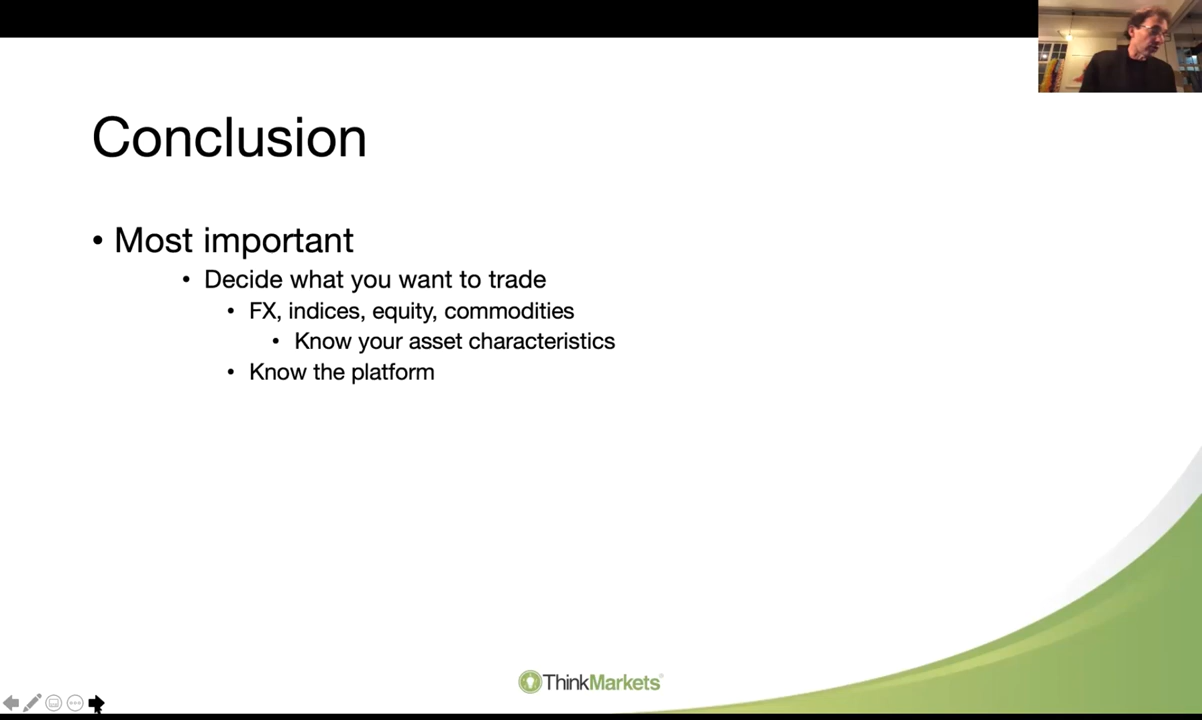 Conclusion
• Most important
• Decide what you want to trade
• FX, indices, equity, commodities
• Know your asset characteristics
• Know the platform
ThinkMarkets